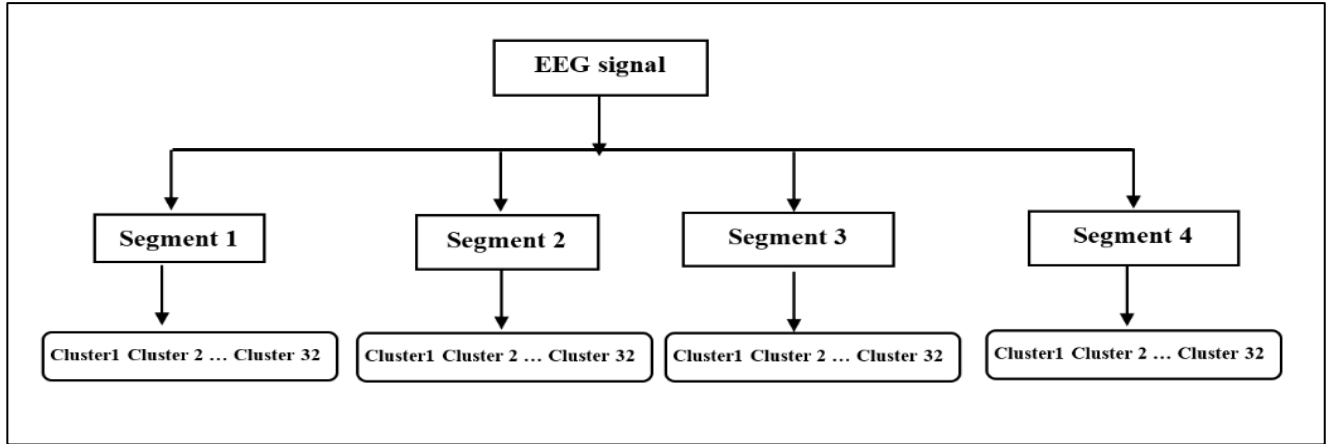 EEG signal
Segment 1
Segment 2
Segment 3
Segment 4
Cluster1 Cluster 2 … Cluster 32
Cluster1 Cluster 2 … Cluster 32
Cluster1 Cluster 2 … Cluster 32
Cluster1 Cluster 2 … Cluster 32